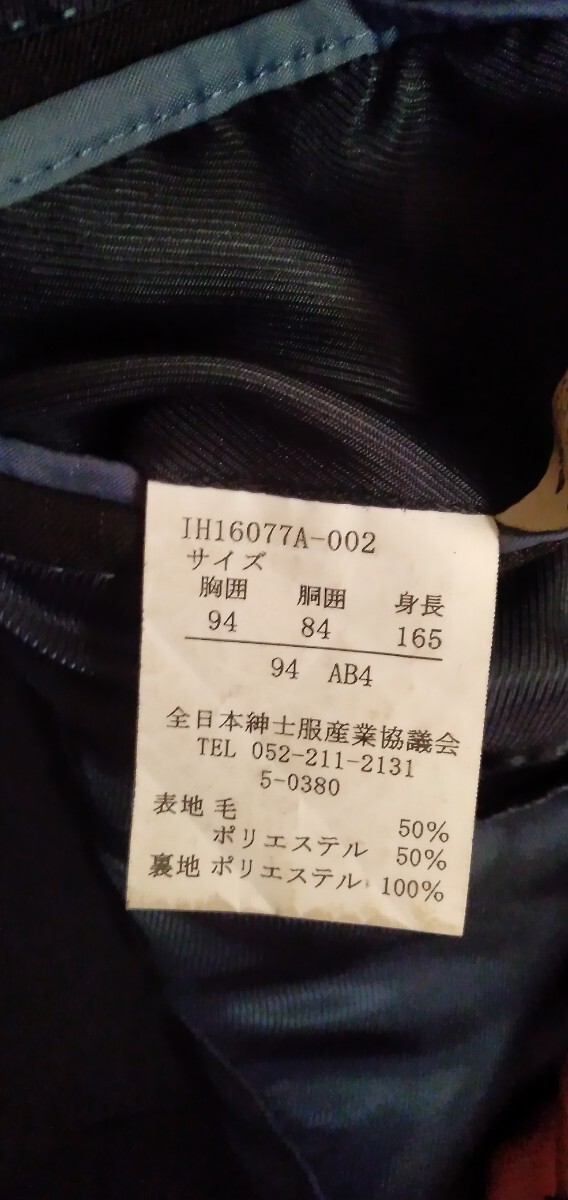 IH16077A-002
サイズ
胸囲 胴囲 身長
94 84 165
94 AB4
全日本紳士服産業協議会
TEL 052-211-2131
5-0380
表地 毛 50%
ポリエステル 50%
裏地 ポリエステル 100%